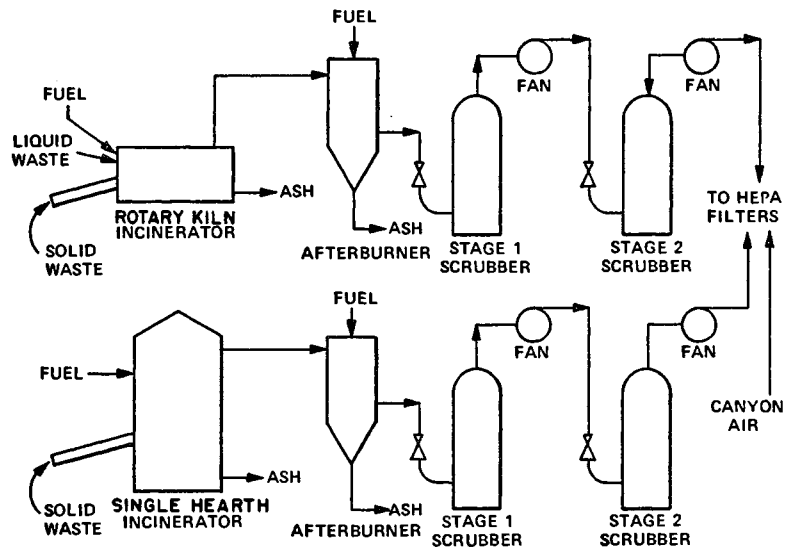 FUEL
FUEL
LIQUID
WASTE
SOLID
WASTE
ROTARY KILN
INCINERATOR
ASH
ASH
AFTERBURNER
FAN
STAGE 1
SCRUBBER
FAN
STAGE 2
SCRUBBER
TO HEPA
FILTERS
FUEL
FUEL
SOLID
WASTE
SINGLE HEARTH
INCINERATOR
ASH
ASH
AFTERBURNER
FAN
STAGE 1
SCRUBBER
FAN
STAGE 2
SCRUBBER
CANYON
AIR